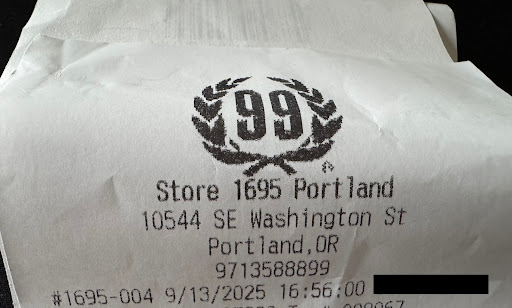 99
Store 1695 Portland
10544 SE Washington St
Portland,OR
9713588899
#1695-004 9/13/2025 16:56:00